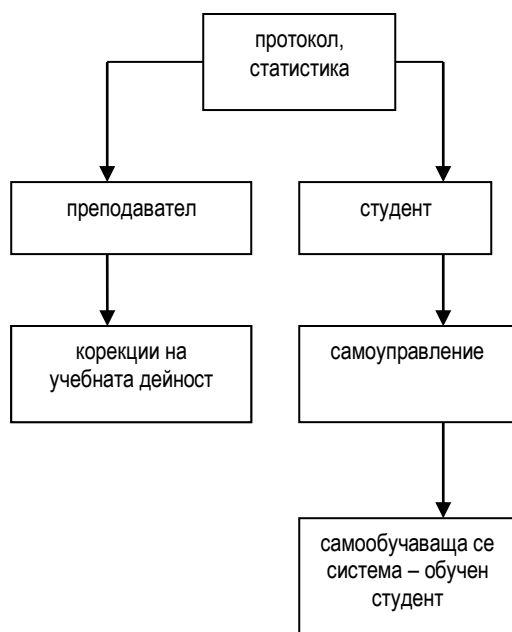 протокол,
статистика
преподавател
студент
корекции на
учебната дейност
самоуправление
самообучаваща се
система – обучен
студент